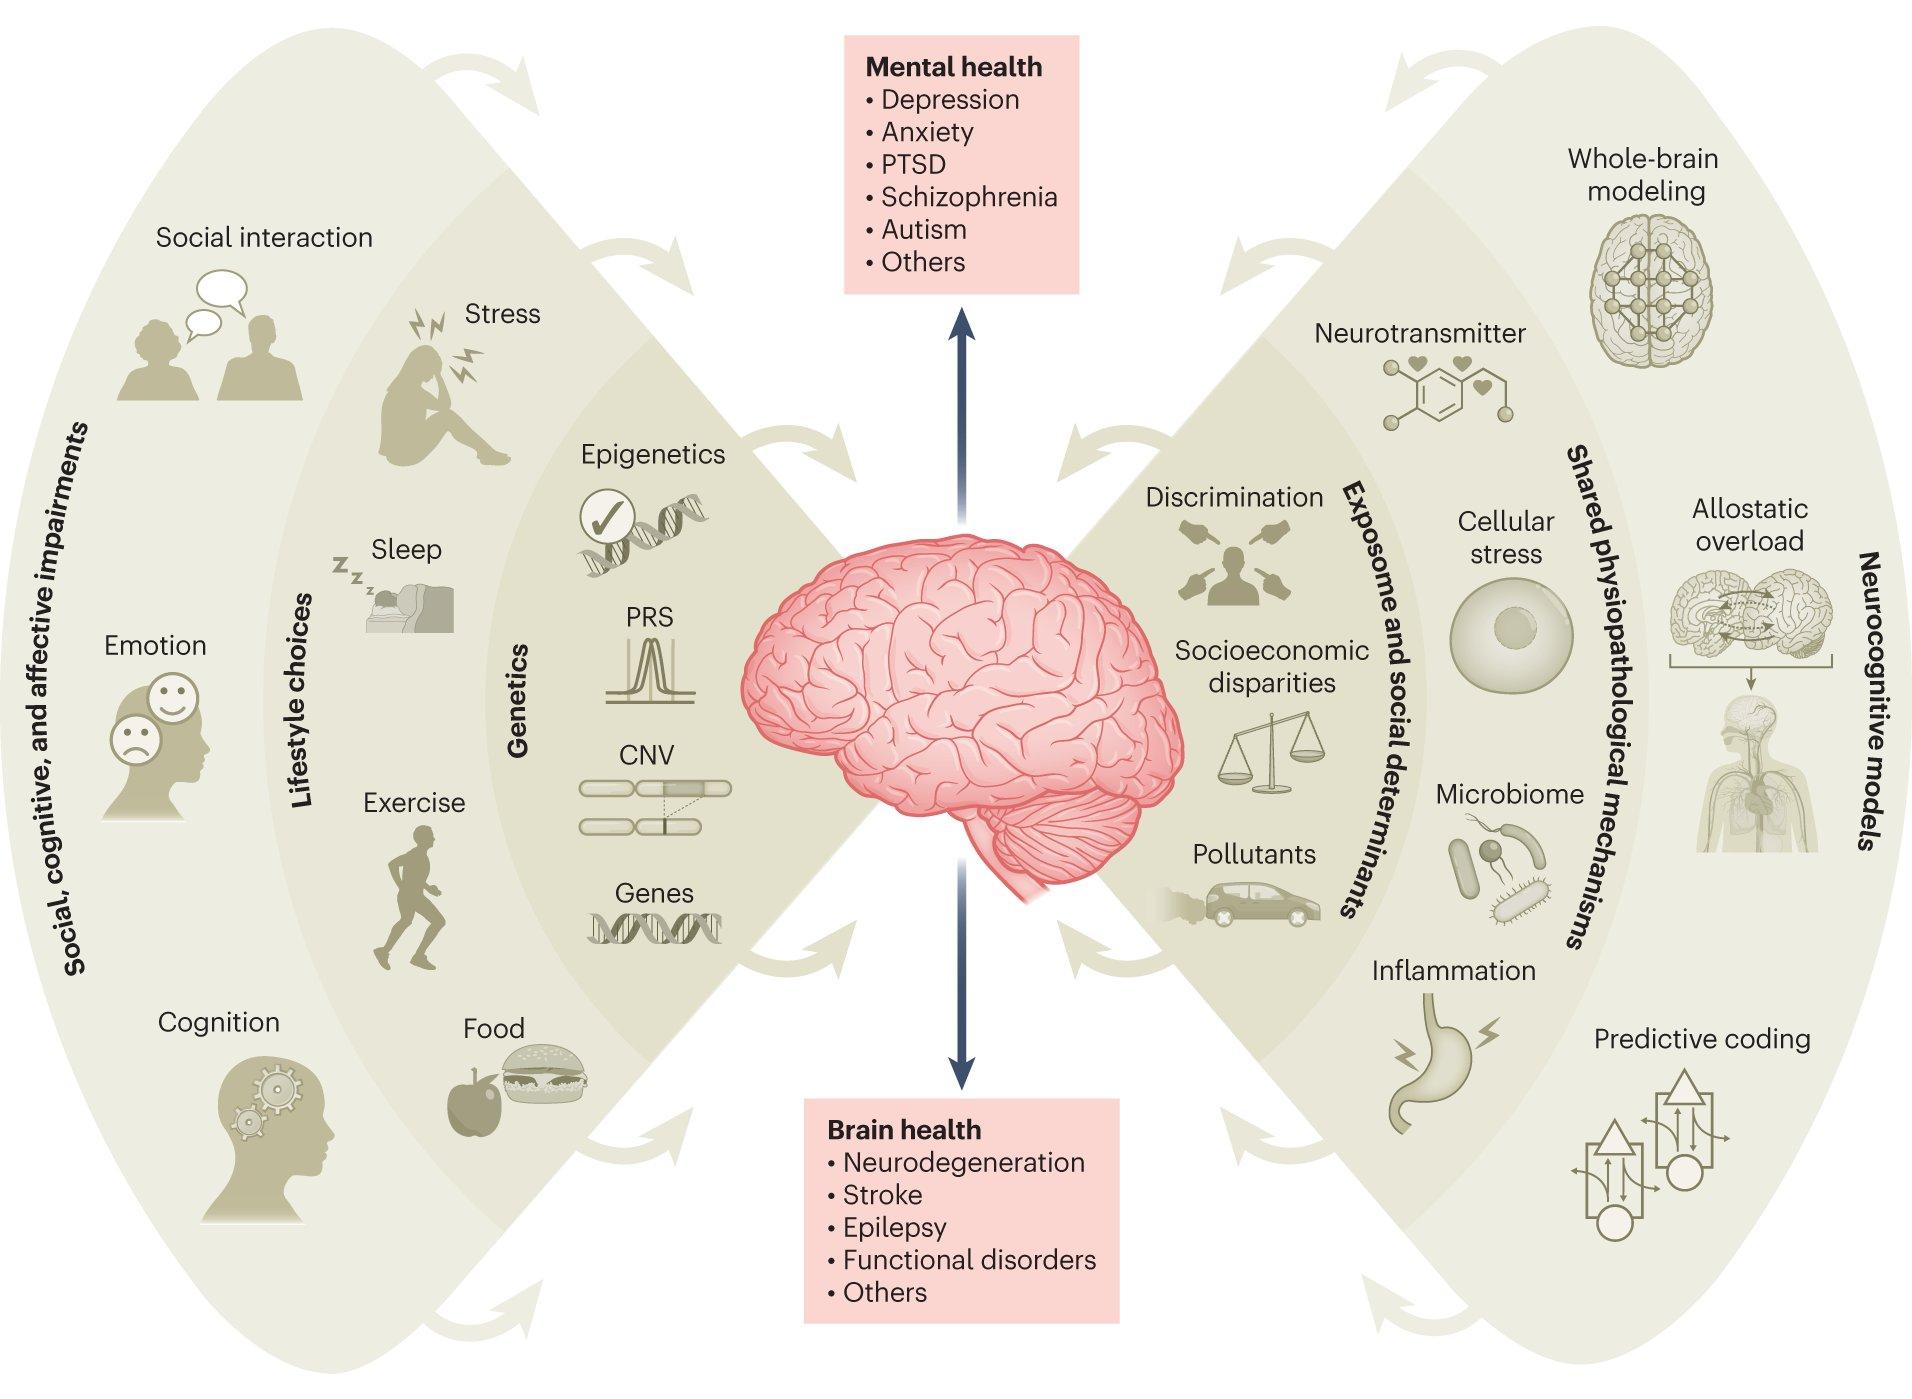 Mental health
• Depression
• Anxiety
• PTSD
• Schizophrenia
• Autism
• Others
Social, cognitive, and affective impairments
Social interaction
Emotion
Cognition
Lifestyle choices
Stress
Sleep
z
z
z
Exercise
Food
Genetics
Epigenetics
PRS
CNV
Genes
Discrimination
Socioeconomic
disparities
Pollutants
Exposome and social determinants
Neurotransmitter
Cellular
stress
Microbiome
Inflammation
Shared physiopathological mechanisms
Whole-brain
modeling
Allostatic
overload
Predictive coding
Neurocognitive models
Brain health
• Neurodegeneration
• Stroke
• Epilepsy
• Functional disorders
• Others